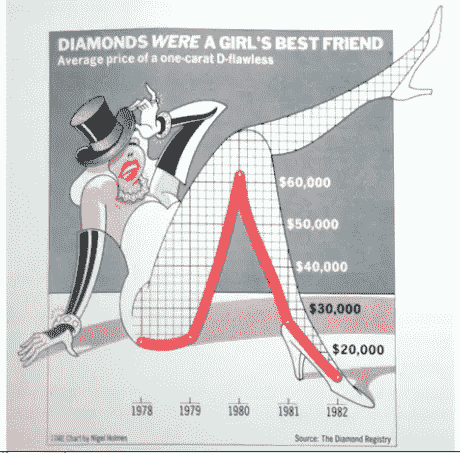 DIAMONDS WERE A GIRL'S BEST FRIEND
Average price of a one-carat D-flawless
$60,000
$50,000
$40,000
$30,000
$20,000
1978 1979 1980 1981 1982
TIME Chart by Nigel Holmes
Source: The Diamond Registry